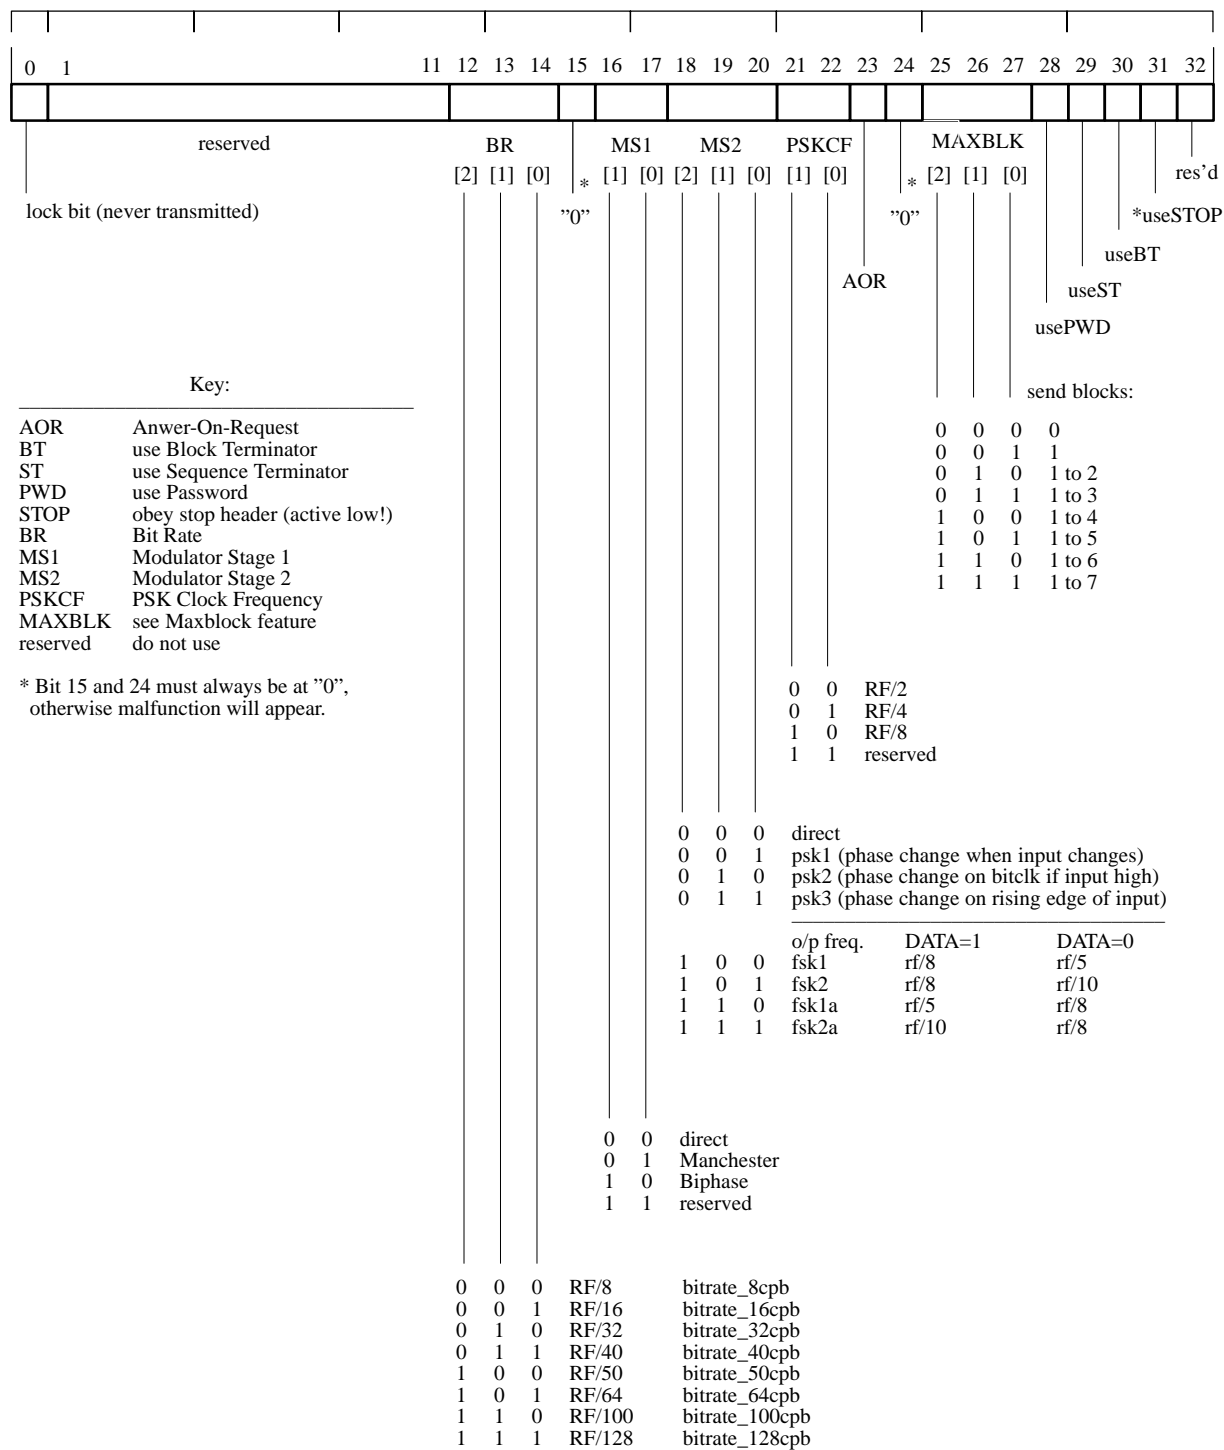 0 1 11 12 13 14 15 16 17 18 19 20 21 22 23 24 25 26 27 28 29 30 31 32
reserved BR MS1 MS2 PSKCF MAXBLK
[2] [1] [0] * [1] [0] [2] [1] [0] [1] [0] * [2] [1] [0] res’d
lock bit (never transmitted) ”0” ”0” *useSTOP
useBT
AOR useST
usePWD
Key:
AOR Anwer-On-Request
BT use Block Terminator
ST use Sequence Terminator
PWD use Password
STOP obey stop header (active low!)
BR Bit Rate
MS1 Modulator Stage 1
MS2 Modulator Stage 2
PSKCF PSK Clock Frequency
MAXBLK see Maxblock feature
reserved do not use
* Bit 15 and 24 must always be at ”0”,
otherwise malfunction will appear.
send blocks:
0 0 0 0
0 0 1 1
0 1 0 1 to 2
0 1 1 1 to 3
1 0 0 1 to 4
1 0 1 1 to 5
1 1 0 1 to 6
1 1 1 1 to 7
0 0 RF/2
0 1 RF/4
1 0 RF/8
1 1 reserved
0 0 0 direct
0 0 1 psk1 (phase change when input changes)
0 1 0 psk2 (phase change on bitclk if input high)
0 1 1 psk3 (phase change on rising edge of input)
o/p freq. DATA=1 DATA=0
1 0 0 fsk1 rf/8 rf/5
1 0 1 fsk2 rf/8 rf/10
1 1 0 fsk1a rf/5 rf/8
1 1 1 fsk2a rf/10 rf/8
0 0 direct
0 1 Manchester
1 0 Biphase
1 1 reserved
0 0 0 RF/8 bitrate_8cpb
0 0 1 RF/16 bitrate_16cpb
0 1 0 RF/32 bitrate_32cpb
0 1 1 RF/40 bitrate_40cpb
1 0 0 RF/50 bitrate_50cpb
1 0 1 RF/64 bitrate_64cpb
1 1 0 RF/100 bitrate_100cpb
1 1 1 RF/128 bitrate_128cpb